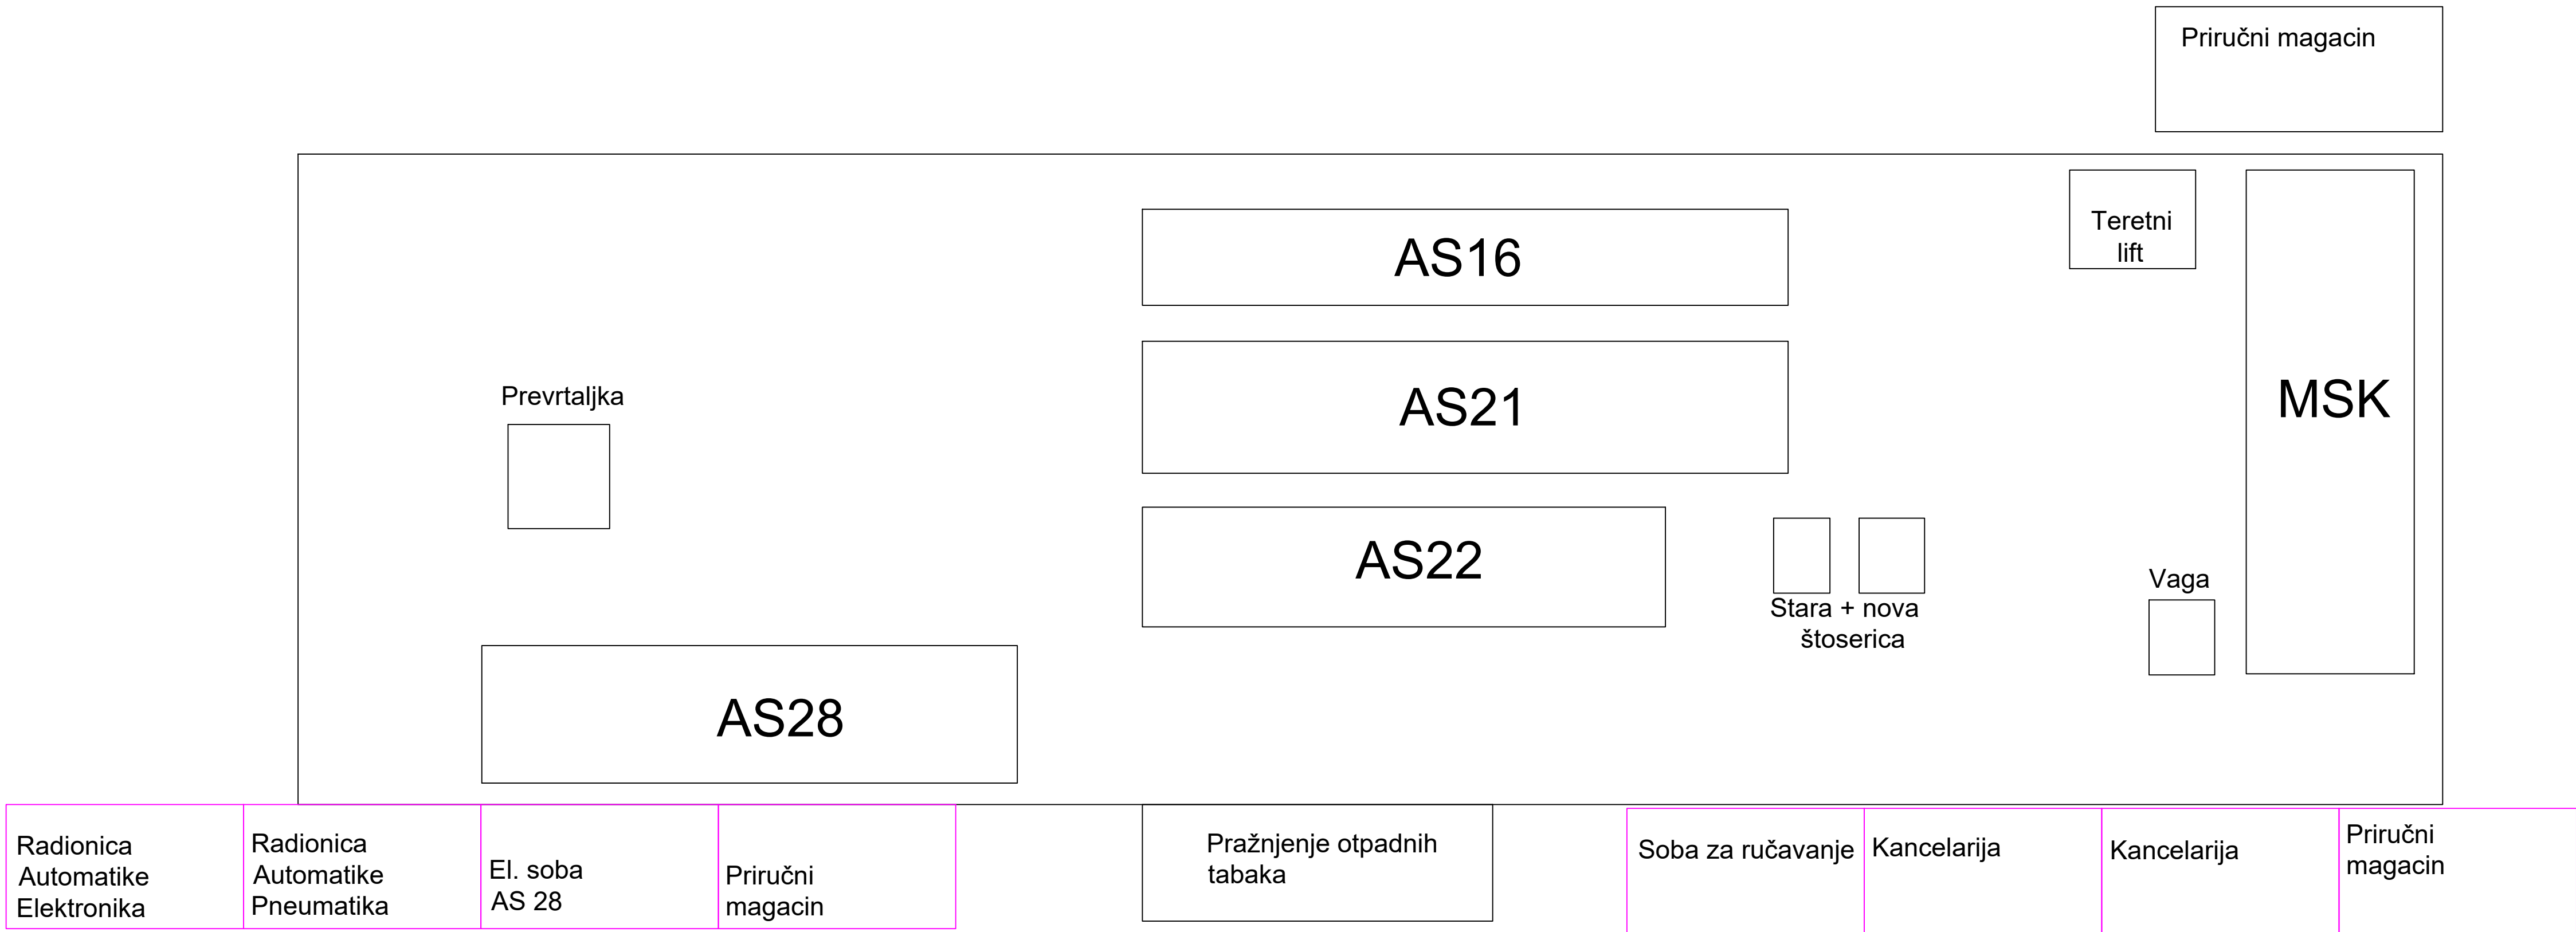 Priručni magacin
Teretni
lift
AS16
MSK
Prevrtaljka
AS21
AS22
Vaga
Stara + nova
štoserica
AS28
Radionica
Automatike
Elektronika
Radionica
Automatike
Pneumatika
El. soba
AS 28
Priručni
magacin
Pražnjenje otpadnih
tabaka
Soba za ručavanje
Kancelarija
Kancelarija
Priručni
magacin